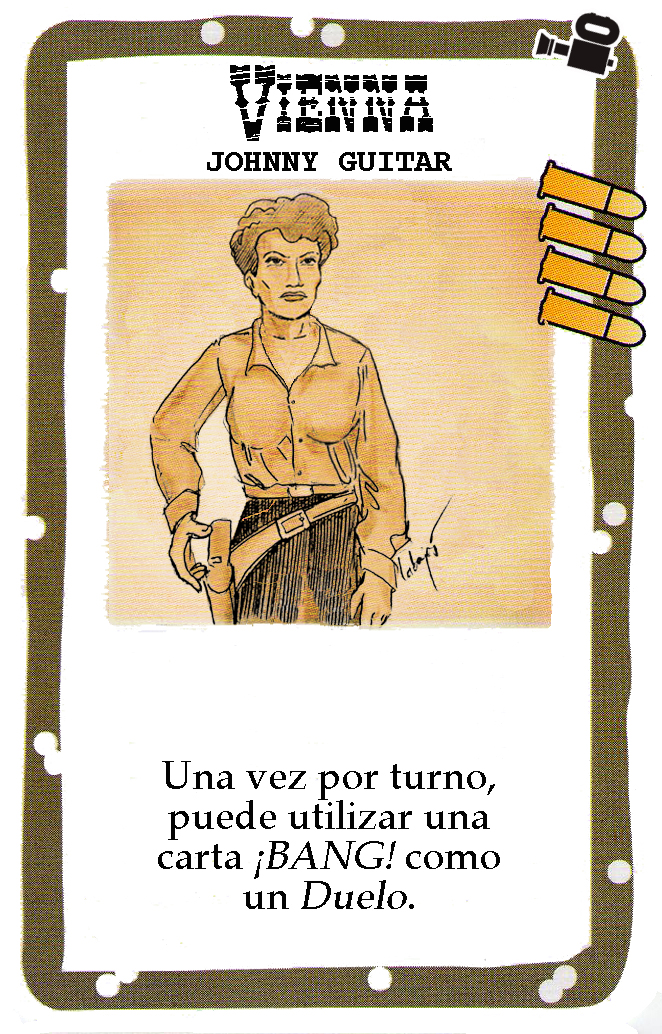 VIENNA
JOHNNY GUITAR
Una vez por turno,
puede utilizar una
carta ¡BANG! como
un Duelo.